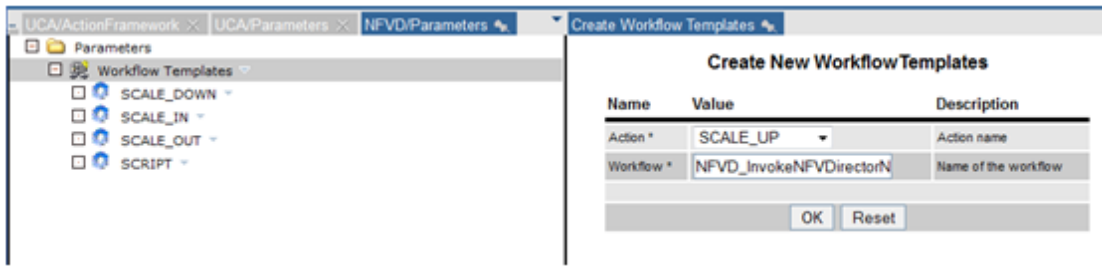 UCA/ActionFramework UCA/Parameters NFVD/Parameters
Parameters
Workflow Templates
SCALE_DOWN
SCALE_IN
SCALE_OUT
SCRIPT
Create Workflow Templates
Create New WorkflowTemplates
Name Value Description
Action * SCALE_UP Action name
Workflow * NFVD_InvokeNFVDirectorN Name of the workflow
OK Reset